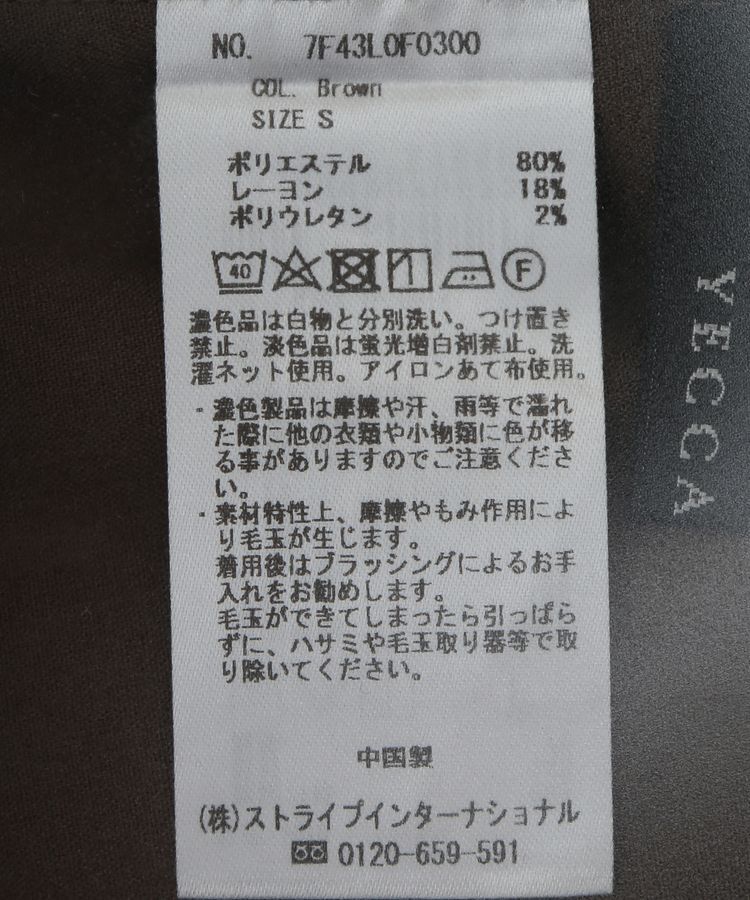 NO. 7F43L0F0300
COL. Brown
SIZE S
ポリエステル 80%
レーヨン 18%
ポリウレタン 2%
40
F
濃色品は白物と分別洗い。つけ置き
禁止。淡色品は蛍光増白剤禁止。洗
濯ネット使用。アイロンあて布使用。
・濃色製品は摩擦や汗、雨等で濡れ
た際に他の衣類や小物類に色が移
る事がありますのでご注意くださ
い。
・素材特性上、摩擦やもみ作用によ
り毛玉が生じます。
着用後はブラッシングによるお手
入れをお勧めします。
毛玉ができてしまったら引っぱら
ずに、ハサミや毛玉取り器等で取
り除いてください。
中国製
(株)ストライプインターナショナル
0120-659-591
YECCA